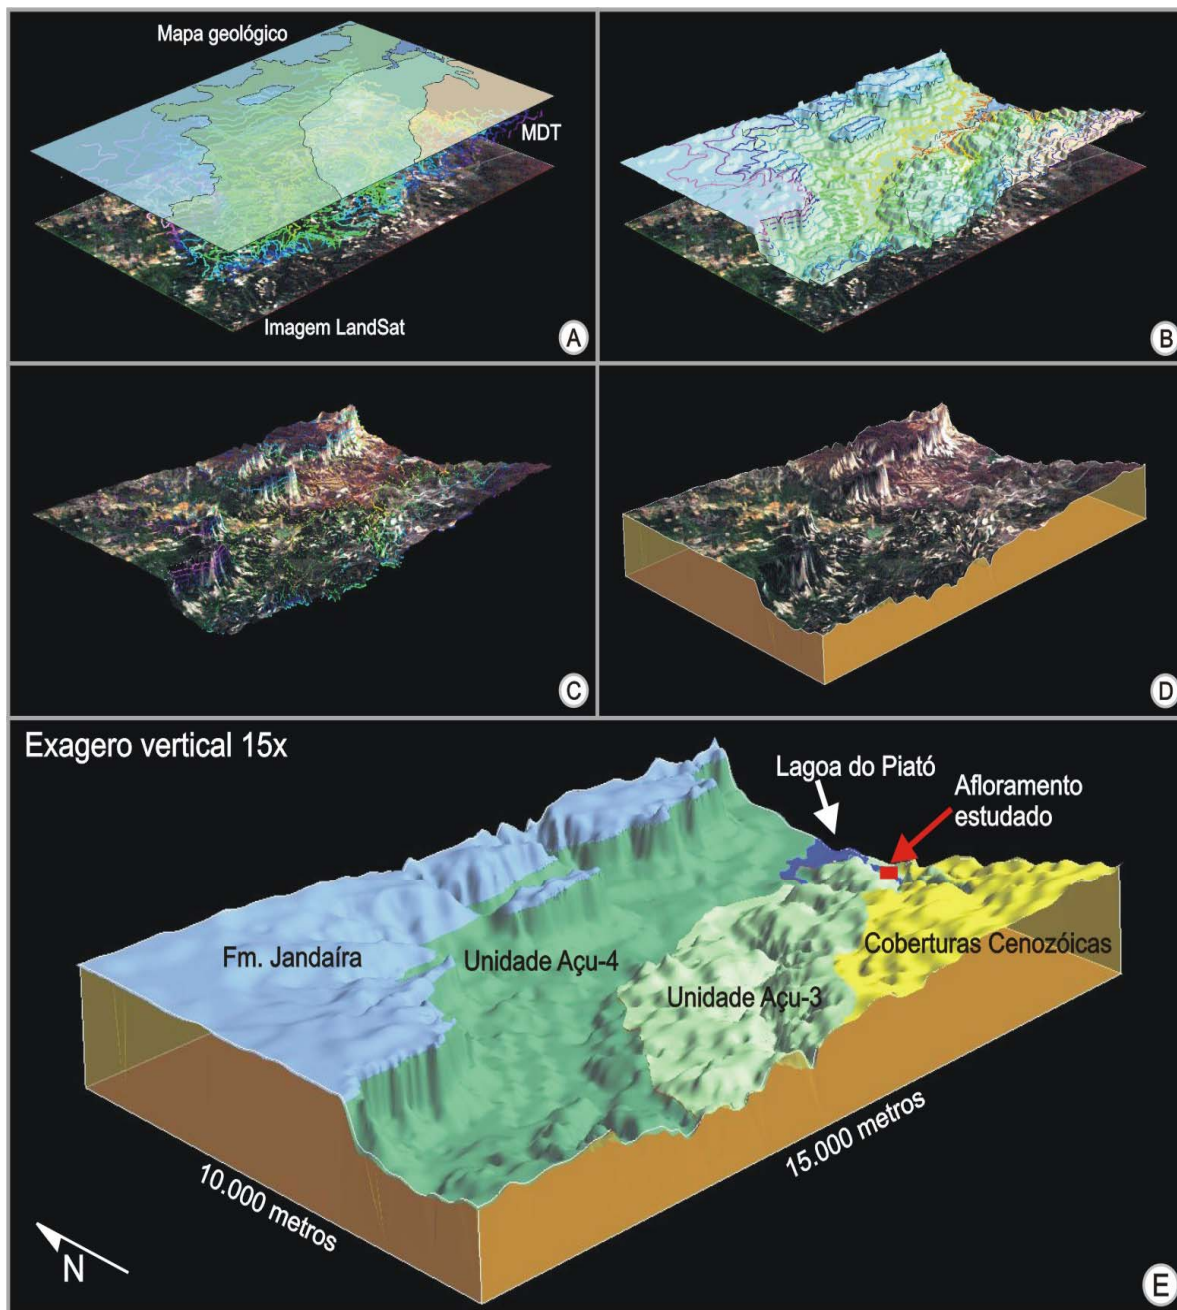 Mapa geológico
MDT
Imagem LandSat
A
B
C
D
Exagero vertical 15x
Lagoa do Piató
Afloramento
estudado
Fm. Jandaíra
Unidade Açu-4
Coberturas Cenozóicas
Unidade Açu-3
15.000 metros
10.000 metros
N
E